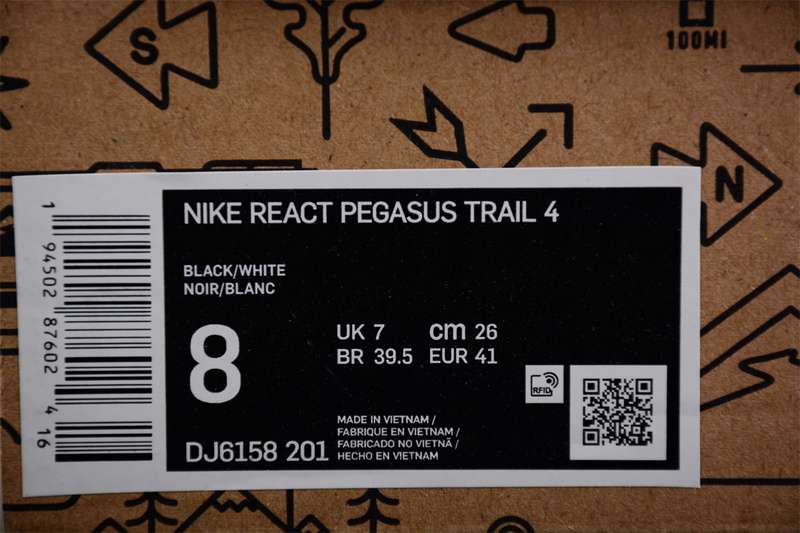 S
100MI
N
NIKE REACT PEGASUS TRAIL 4
BLACK/WHITE
NOIR/BLANC
8
UK 7 cm 26
BR 39.5 EUR 41
RFID
DJ6158 201
MADE IN VIETNAM /
FABRIQUE EN VIETNAM /
FABRICADO NO VIETNÃ /
HECHO EN VIETNAM
1 94502 87602 4 16